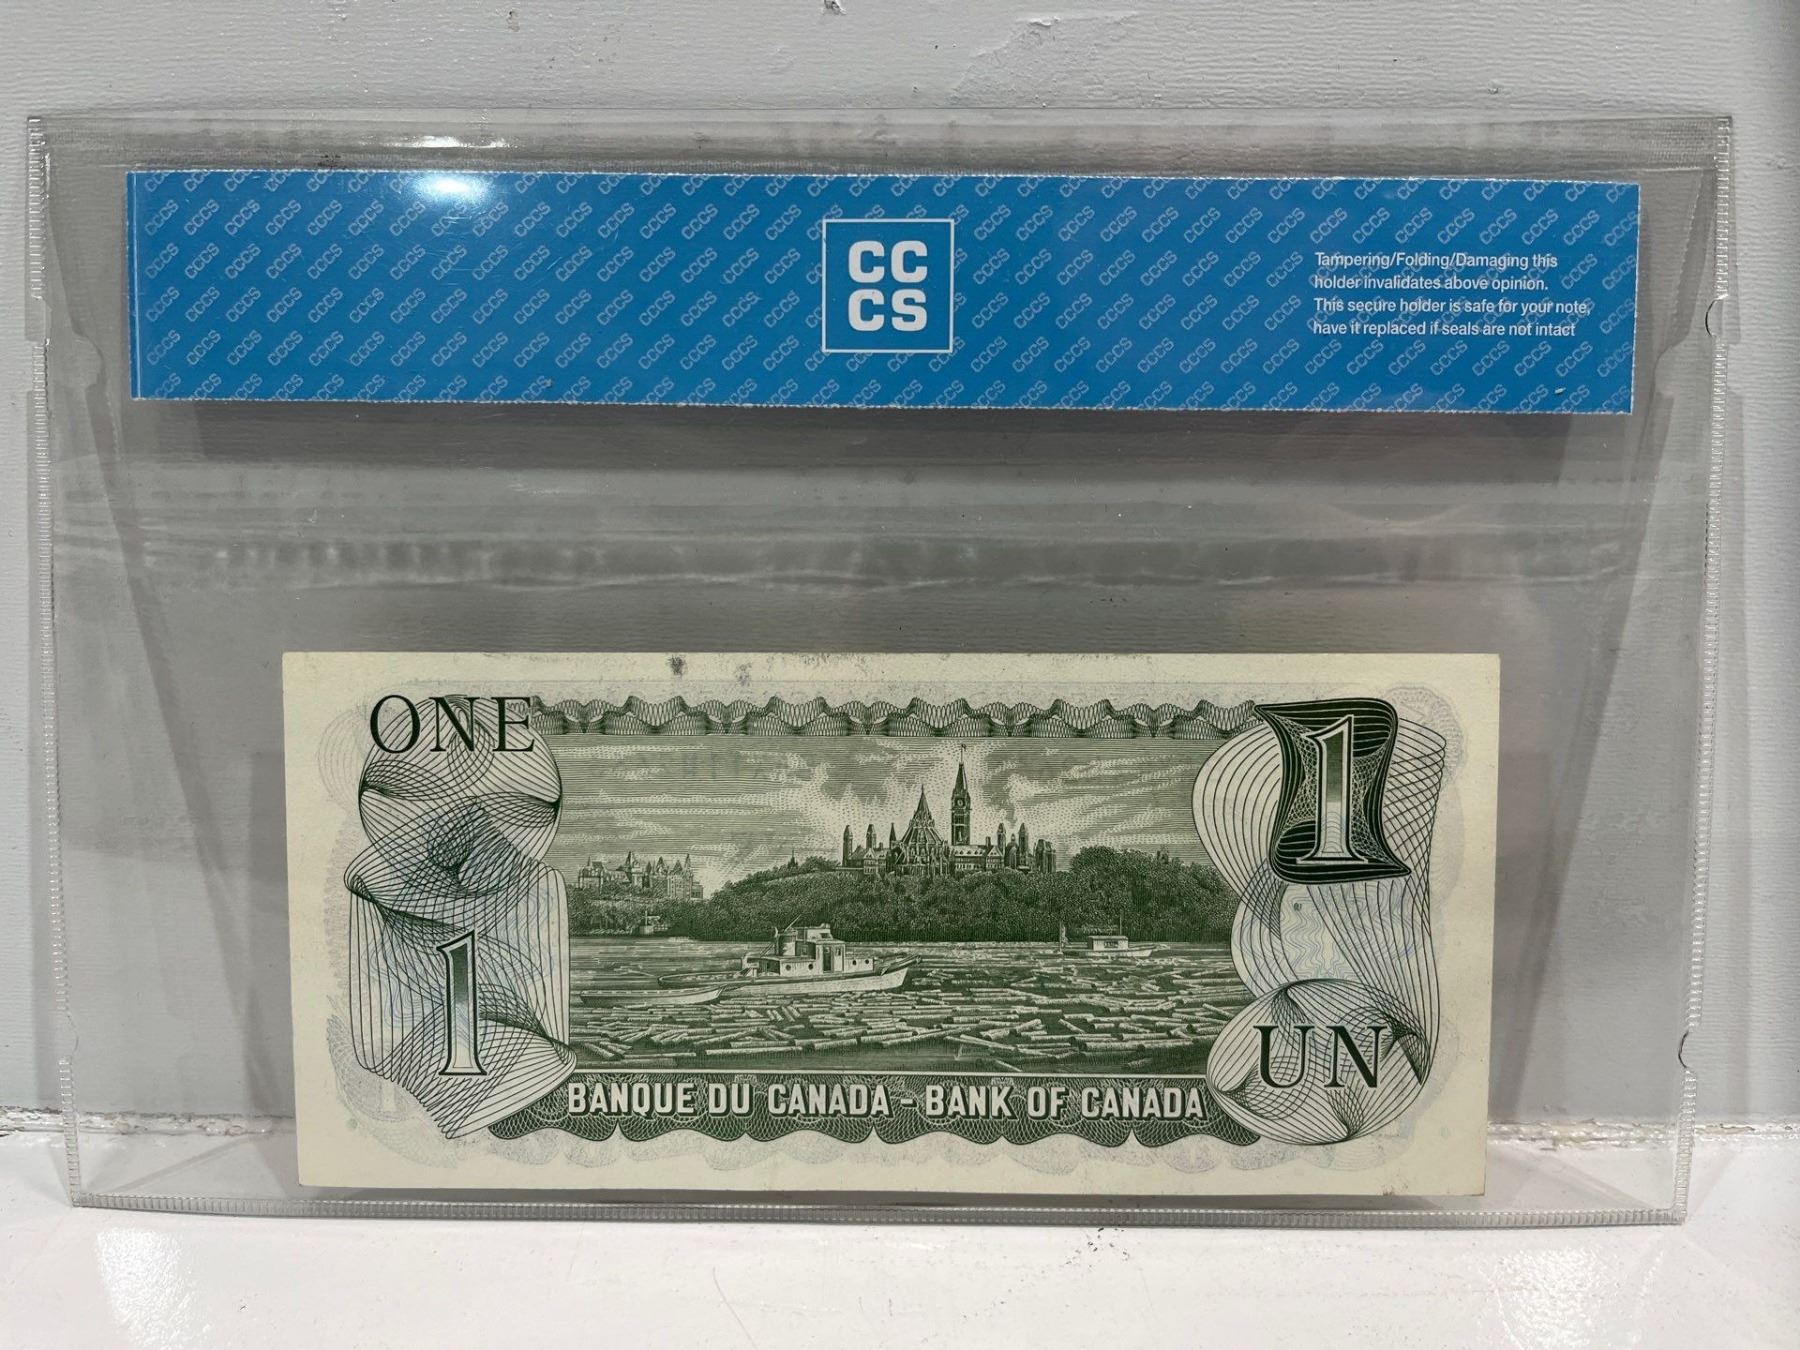 CC
CS
Tampering/Folding/Damaging this
holder invalidates above opinion.
This secure holder is safe for your note,
have it replaced if seals are not intact
ONE
1
1
UN
BANQUE DU CANADA - BANK OF CANADA